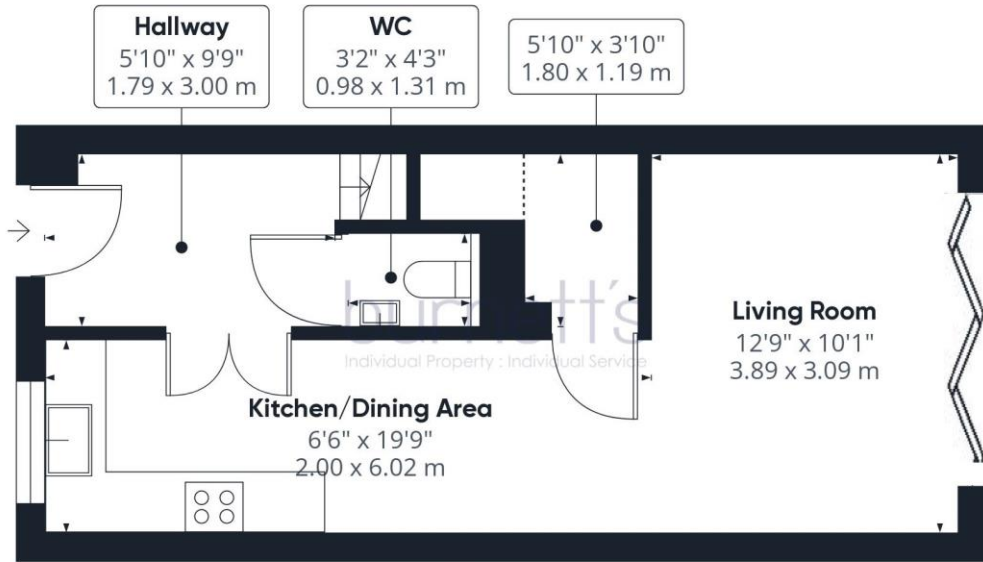 Hallway
5'10" x 9'9"
1.79 x 3.00 m
WC
3'2" x 4'3"
0.98 x 1.31 m
5'10" x 3'10"
1.80 x 1.19 m
burnett's
Individual Property : Individual Service
Living Room
12'9" x 10'1"
3.89 x 3.09 m
Kitchen/Dining Area
6'6" x 19'9"
2.00 x 6.02 m